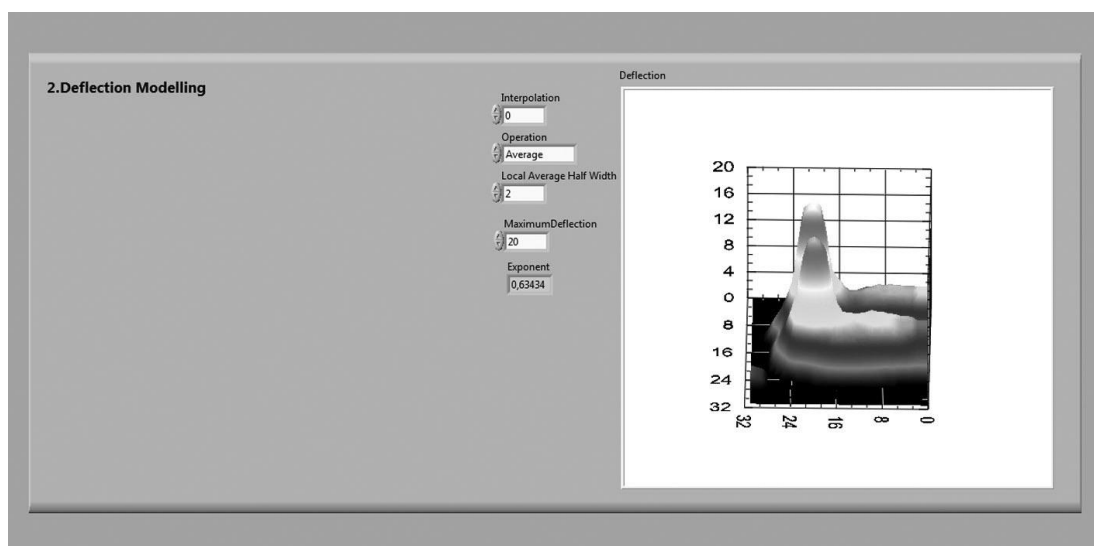 2.Deflection Modelling
Interpolation
0
Operation
Average
Local Average Half Width
2
MaximumDeflection
20
Exponent
0,63434
Deflection
20
16
12
8
4
0
8
16
24
32
32
24
16
8
0